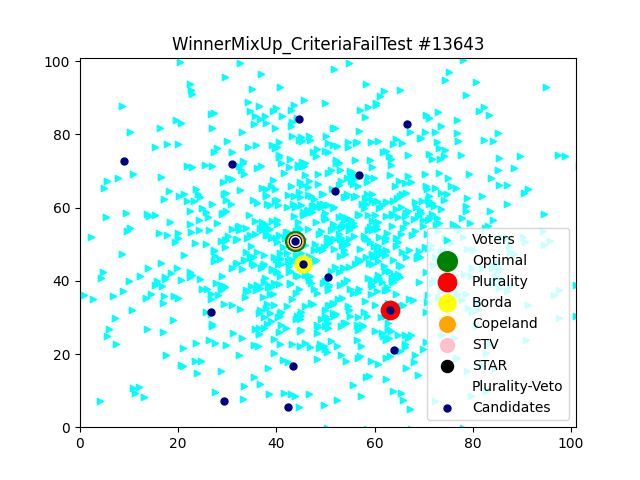 WinnerMixUp_CriteriaFailTest #13643
100
80
60
40
20
0
0
20
40
60
80
100
Voters
Optimal
Plurality
Borda
Copeland
STV
STAR
Plurality-Veto
Candidates